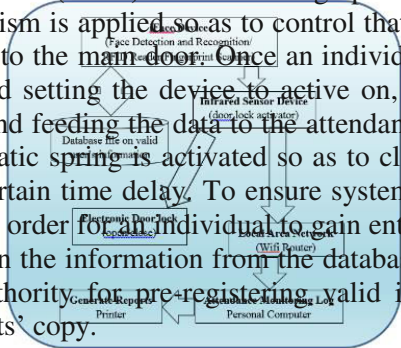 ism is applied so as to control that
(Face Detection and Recognition/
to the main door. Once an individ
d setting the device to active on,
Infrared Sensor Device
(door lock activator)
nd feeding the data to the attendan
Database file on valid
user's information
atic spring is activated so as to cl
rtain time delay. To ensure system
Electronic Door lock
(open/close)
order for an individual to gain ent
Local Area Network
(Wifi Router)
n the information from the databa
thority for pre-registering valid i
Generate Reports
Printer
Attendance Monitoring Log
Personal Computer
ts' copy.